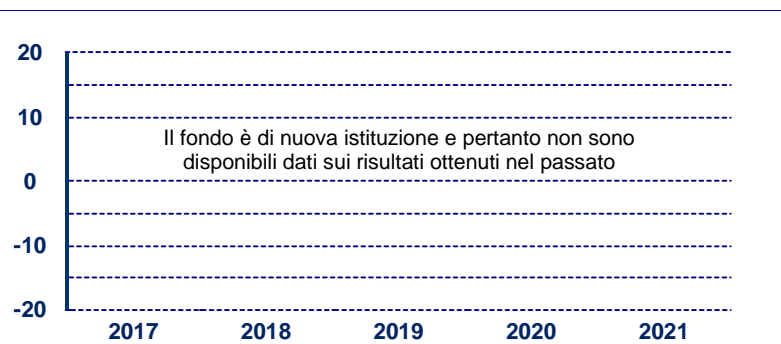 20
10
Il fondo è di nuova istituzione e pertanto non sono
disponibili dati sui risultati ottenuti nel passato
0
-10
-20
2017 2018 2019 2020 2021